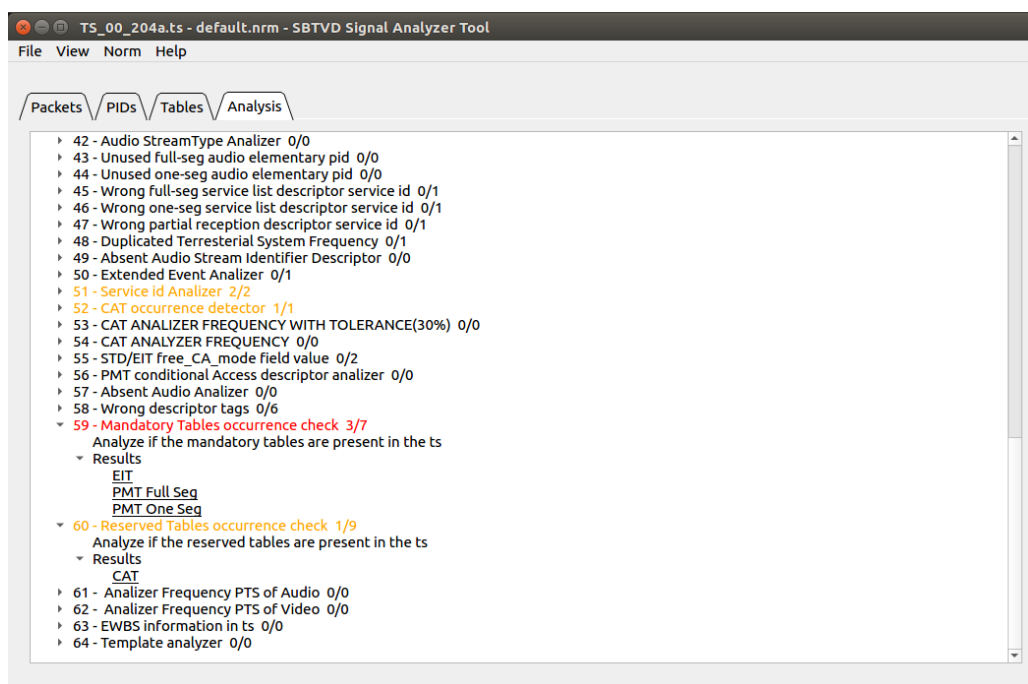 TS_00_204a.ts - default.nrm - SBTVD Signal Analyzer Tool
File View Norm Help
Packets PIDs Tables Analysis
42 - Audio StreamType Analizer 0/0
43 - Unused full-seg audio elementary pid 0/0
44 - Unused one-seg audio elementary pid 0/0
45 - Wrong full-seg service list descriptor service id 0/1
46 - Wrong one-seg service list descriptor service id 0/1
47 - Wrong partial reception descriptor service id 0/1
48 - Duplicated Terresterial System Frequency 0/1
49 - Absent Audio Stream Identifier Descriptor 0/0
50 - Extended Event Analizer 0/1
51 - Service id Analizer 2/2
52 - CAT occurrence detector 1/1
53 - CAT ANALIZER FREQUENCY WITH TOLERANCE(30%) 0/0
54 - CAT ANALYZER FREQUENCY 0/0
55 - STD/EIT free_CA_mode field value 0/2
56 - PMT conditional Access descriptor analizer 0/0
57 - Absent Audio Analizer 0/0
58 - Wrong descriptor tags 0/6
59 - Mandatory Tables occurrence check 3/7
Analyze if the mandatory tables are present in the ts
Results
EIT
PMT Full Seg
PMT One Seg
60 - Reserved Tables occurrence check 1/9
Analyze if the reserved tables are present in the ts
Results
CAT
61 - Analizer Frequency PTS of Audio 0/0
62 - Analizer Frequency PTS of Video 0/0
63 - EWBS information in ts 0/0
64 - Template analyzer 0/0